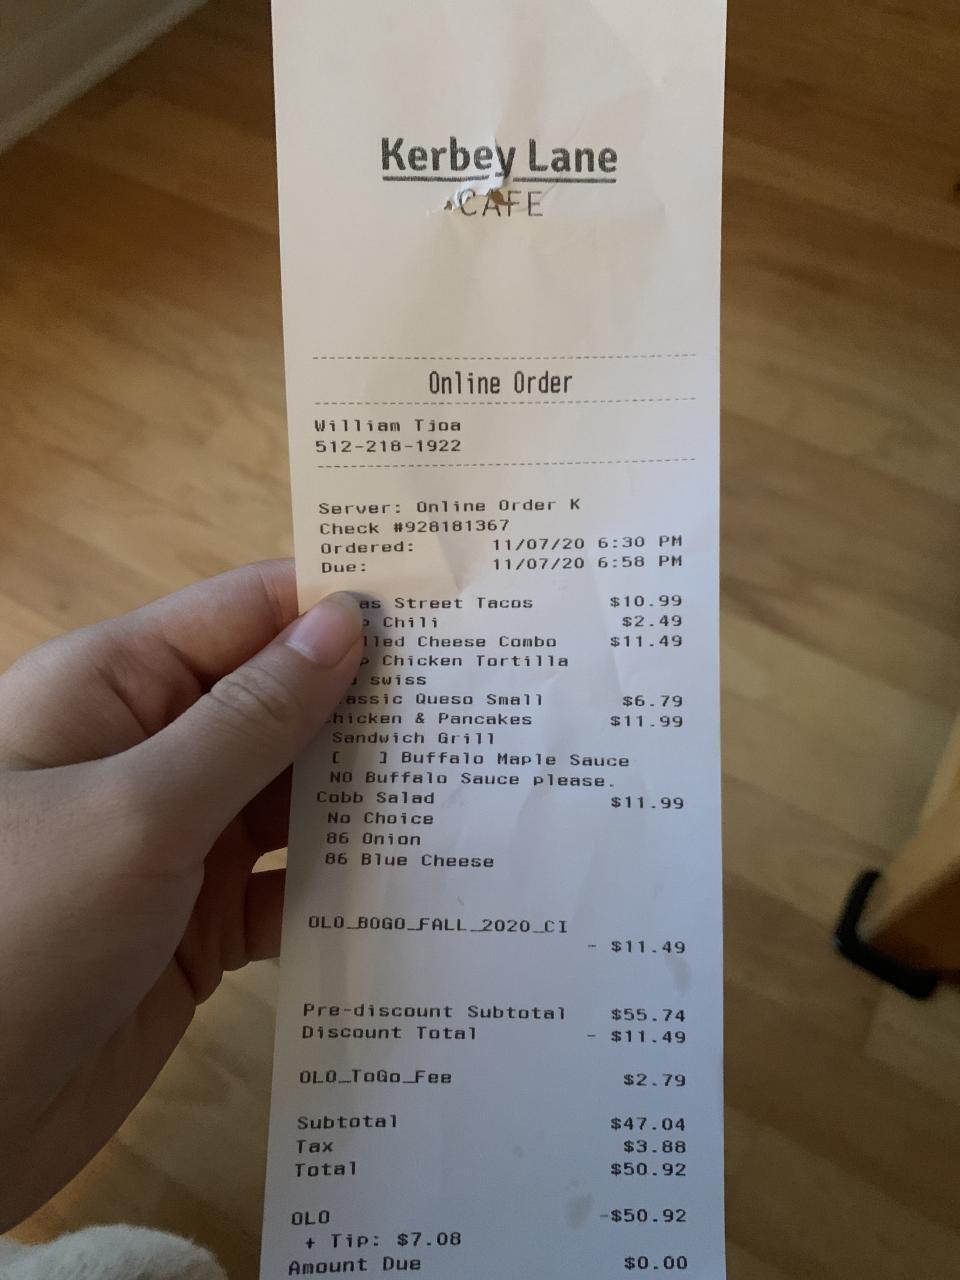 Kerbey Lane
CAFE
Online Order
William Tjoa
512-218-1922
Server: Online Order K
Check #928181367
Ordered: 11/07/20 6:30 PM
Due: 11/07/20 6:58 PM
Street Tacos $10.99
Chili $2.49
Cheese Combo $11.49
Chicken Tortilla
swiss
Queso Small $6.79
Chicken & Pancakes $11.99
Sandwich Grill
[ ] Buffalo Maple Sauce
NO Buffalo Sauce please.
Cobb Salad $11.99
No Choice
86 Onion
86 Blue Cheese
OLO_BOGO_FALL_2020_CI
- $11.49
Pre-discount Subtotal $55.74
Discount Total - $11.49
OLO_ToGo_Fee $2.79
Subtotal $47.04
Tax $3.88
Total $50.92
OLO -$50.92
+ Tip: $7.08
Amount Due $0.00